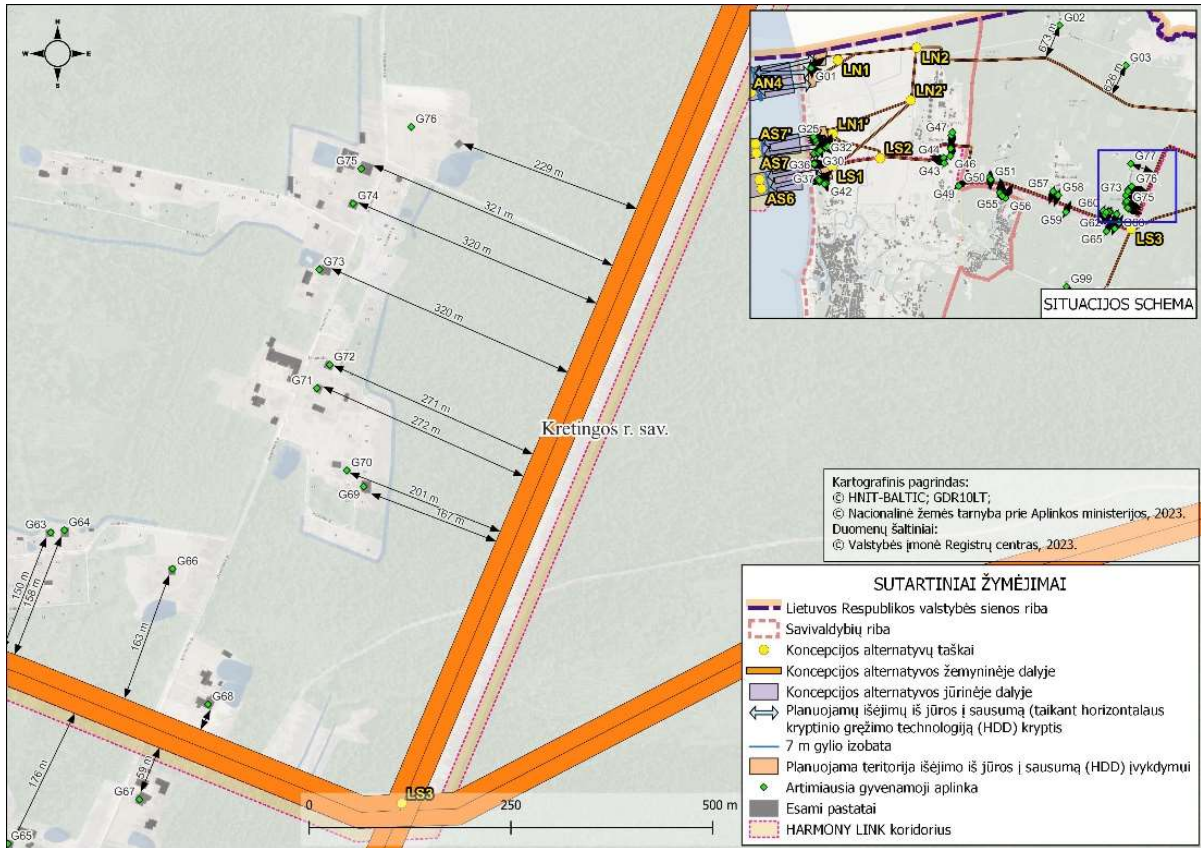 N
W
E
S
G76
G75
G74
G73
G72
G71
G70
G69
G63
G64
G66
G68
G67
G65
229 m
321 m
320 m
320 m
271 m
272 m
201 m
167 m
150 m
158 m
163 m
176 m
59 m
Kretingos r. sav.
LS3
0 250 500 m
G02
G03
673 m
626 m
LN1
LN2
G01
AN4
LN2'
LN1'
AS7'
G25
G32
LS2
G47
G44
G46
G43
AS7
G36
G30
LS1
G37
G42
AS6
G49
G50
G51
G55
G56
G57
G58
G59
G60
G62
G65
G77
G76
G73
G75
G68
LS3
G99
SITUACIJOS SCHEMA
Kartografinis pagrindas:
© HNIT-BALTIC; GDR10LT;
© Nacionalinė žemės tarnyba prie Aplinkos ministerijos, 2023.
Duomenų šaltiniai:
© Valstybės įmonė Registrų centras, 2023.
SUTARTINIAI ŽYMĖJIMAI
Lietuvos Respublikos valstybės sienos riba
Savivaldybių riba
Koncepcijos alternatyvų taškai
Koncepcijos alternatyvos žemyninėje dalyje
Koncepcijos alternatyvos jūrinėje dalyje
Planuojamų išėjimų iš jūros į sausumą (taikant horizontalaus
kryptinio gręžimo technologiją (HDD) kryptis
7 m gylio izobata
Planuojama teritorija išėjimo iš jūros į sausumą (HDD) įvykdymui
Artimiausia gyvenamoji aplinka
Esami pastatai
HARMONY LINK koridorius